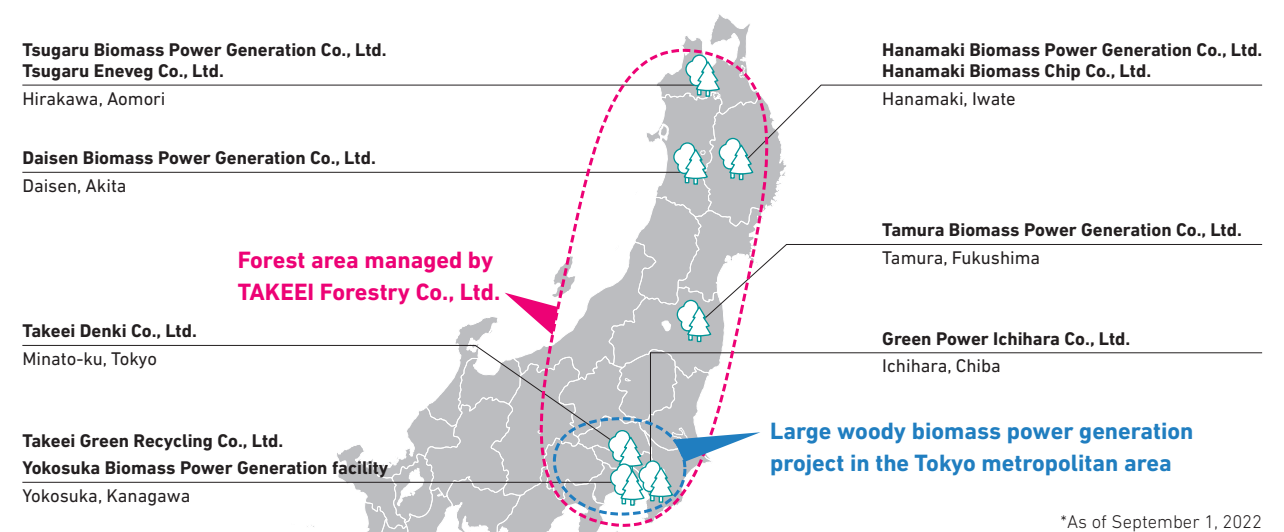 Tsugaru Biomass Power Generation Co., Ltd.
Tsugaru Eneveg Co., Ltd.
Hirakawa, Aomori
Daisen Biomass Power Generation Co., Ltd.
Daisen, Akita
Forest area managed by
TAKEEI Forestry Co., Ltd.
Takeei Denki Co., Ltd.
Minato-ku, Tokyo
Takeei Green Recycling Co., Ltd.
Yokosuka Biomass Power Generation facility
Yokosuka, Kanagawa
Hanamaki Biomass Power Generation Co., Ltd.
Hanamaki Biomass Chip Co., Ltd.
Hanamaki, Iwate
Tamura Biomass Power Generation Co., Ltd.
Tamura, Fukushima
Green Power Ichihara Co., Ltd.
Ichihara, Chiba
Large woody biomass power generation
project in the Tokyo metropolitan area
*As of September 1, 2022